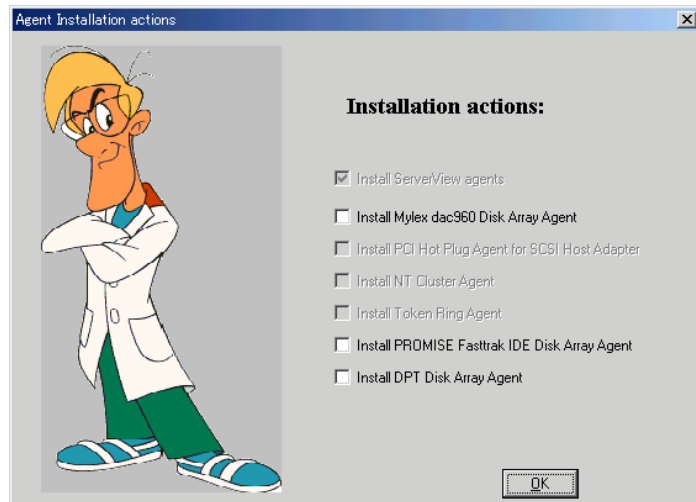 Agent Installation actions
Installation actions:
Install ServerView agents
Install Mylex dac960 Disk Array Agent
Install PCI Hot Plug Agent for SCSI Host Adapter
Install NT Cluster Agent
Install Token Ring Agent
Install PROMISE Fasttrak IDE Disk Array Agent
Install DPT Disk Array Agent
OK